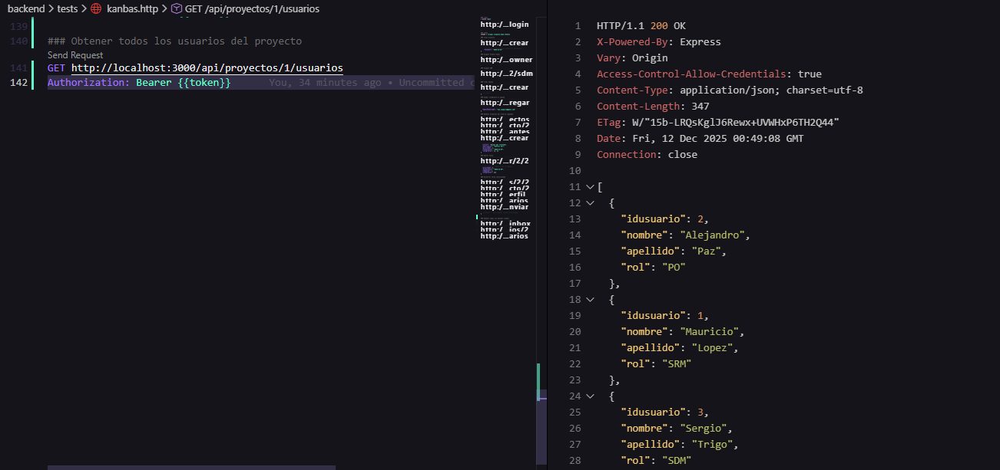 backend > tests > kanbas.http > GET /api/proyectos/1/usuarios
139
140 ### Obtener todos los usuarios del proyecto
Send Request
141 GET http://localhost:3000/api/proyectos/1/usuarios
142 Authorization: Bearer {{token}} You, 34 minutes ago • Uncommitted c
http:/...login
http:/...crear
http:/...owner
http:/...2/sdm
http:/...crear
http:/...regar
http:/...ectos
http:/...cto/2
http:/...antes
http:/...crear
http:/...r/2/2
http:/...s/2/2
http:/...cto/2
http:/...erfil
http:/...arios
http:/...nviar
http:/...inbox
http:/...ios/2
http:/...arios
1 HTTP/1.1 200 OK
2 X-Powered-By: Express
3 Vary: Origin
4 Access-Control-Allow-Credentials: true
5 Content-Type: application/json; charset=utf-8
6 Content-Length: 347
7 ETag: W/"15b-LRQsKglJ6Rewx+UVWHxP6TH2Q44"
8 Date: Fri, 12 Dec 2025 00:49:08 GMT
9 Connection: close
10
11 [
12 {
13 "idusuario": 2,
14 "nombre": "Alejandro",
15 "apellido": "Paz",
16 "rol": "PO"
17 },
18 {
19 "idusuario": 1,
20 "nombre": "Mauricio",
21 "apellido": "Lopez",
22 "rol": "SRM"
23 },
24 {
25 "idusuario": 3,
26 "nombre": "Sergio",
27 "apellido": "Trigo",
28 "rol": "SDM"